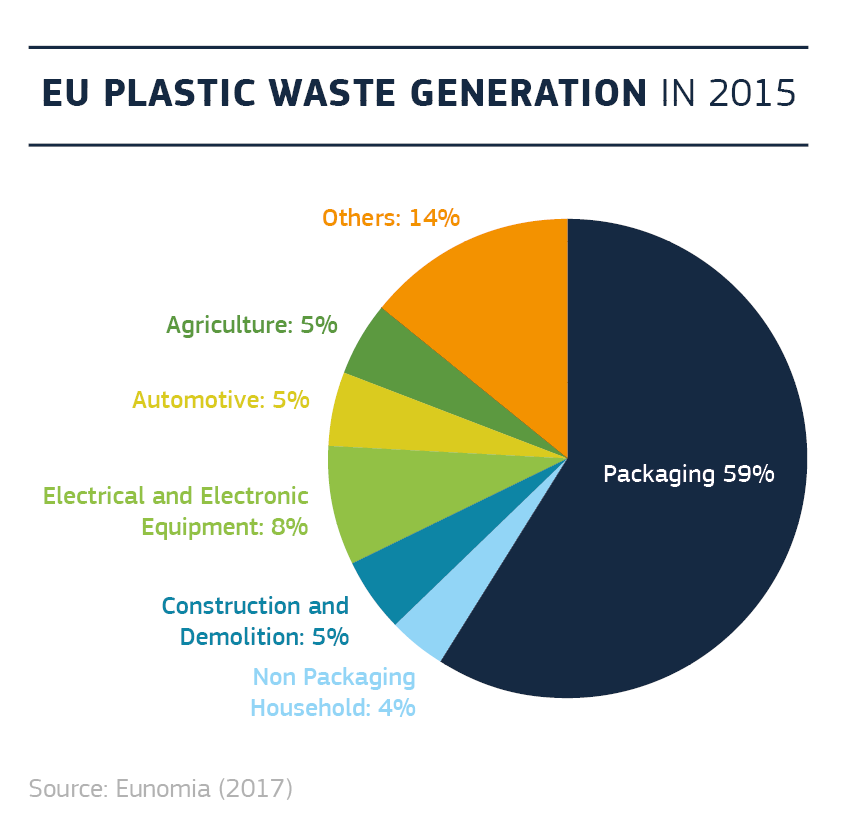 EU PLASTIC WASTE GENERATION IN 2015
Others: 14%
Agriculture: 5%
Automotive: 5%
Packaging 59%
Electrical and Electronic
Equipment: 8%
Construction and
Demolition: 5%
Non Packaging
Household: 4%
Source: Eunomia (2017)